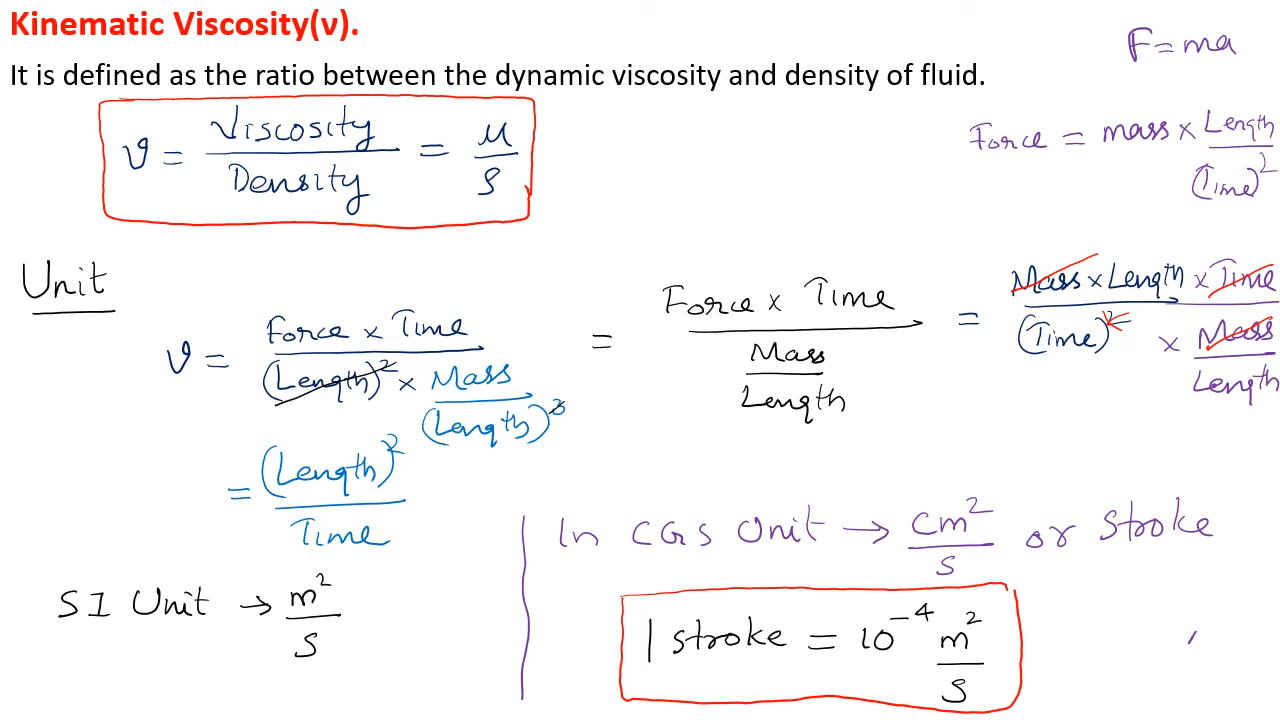 Kinematic Viscosity(ν).
F = ma
It is defined as the ratio between the dynamic viscosity and density of fluid.
ϑ = Viscosity / Density = μ / ρ
Force = mass × Length / (Time)²
Unit
ϑ = Force × Time / (Length)² × Mass / (Length)³ = Force × Time / Mass / Length = Mass × Length × Time / (Time)² × Mass / Length
= (Length)² / Time
In CGS Unit → cm² / s or stroke
SI Unit → m² / s
1 stroke = 10⁻⁴ m² / s